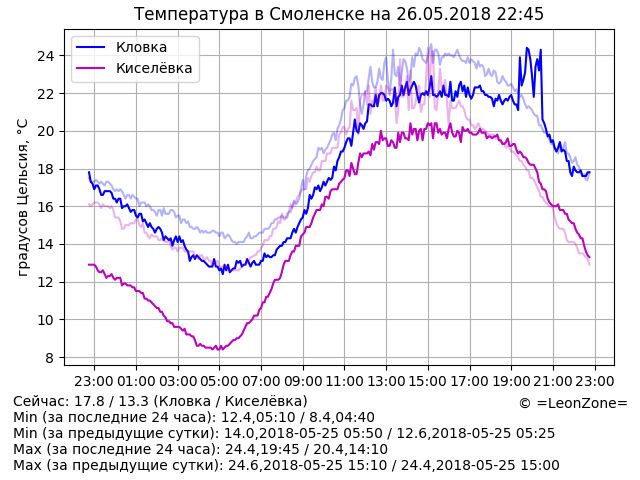 Температура в Смоленске на 26.05.2018 22:45
Кловка
Киселёвка
градусов Цельсия, °C
24
22
20
18
16
14
12
10
8
23:00 01:00 03:00 05:00 07:00 09:00 11:00 13:00 15:00 17:00 19:00 21:00 23:00
Сейчас: 17.8 / 13.3 (Кловка / Киселёвка)
© =LeonZone=
Min (за последние 24 часа): 12.4,05:10 / 8.4,04:40
Min (за предыдущие сутки): 14.0,2018-05-25 05:50 / 12.6,2018-05-25 05:25
Max (за последние 24 часа): 24.4,19:45 / 20.4,14:10
Max (за предыдущие сутки): 24.6,2018-05-25 15:10 / 24.4,2018-05-25 15:00